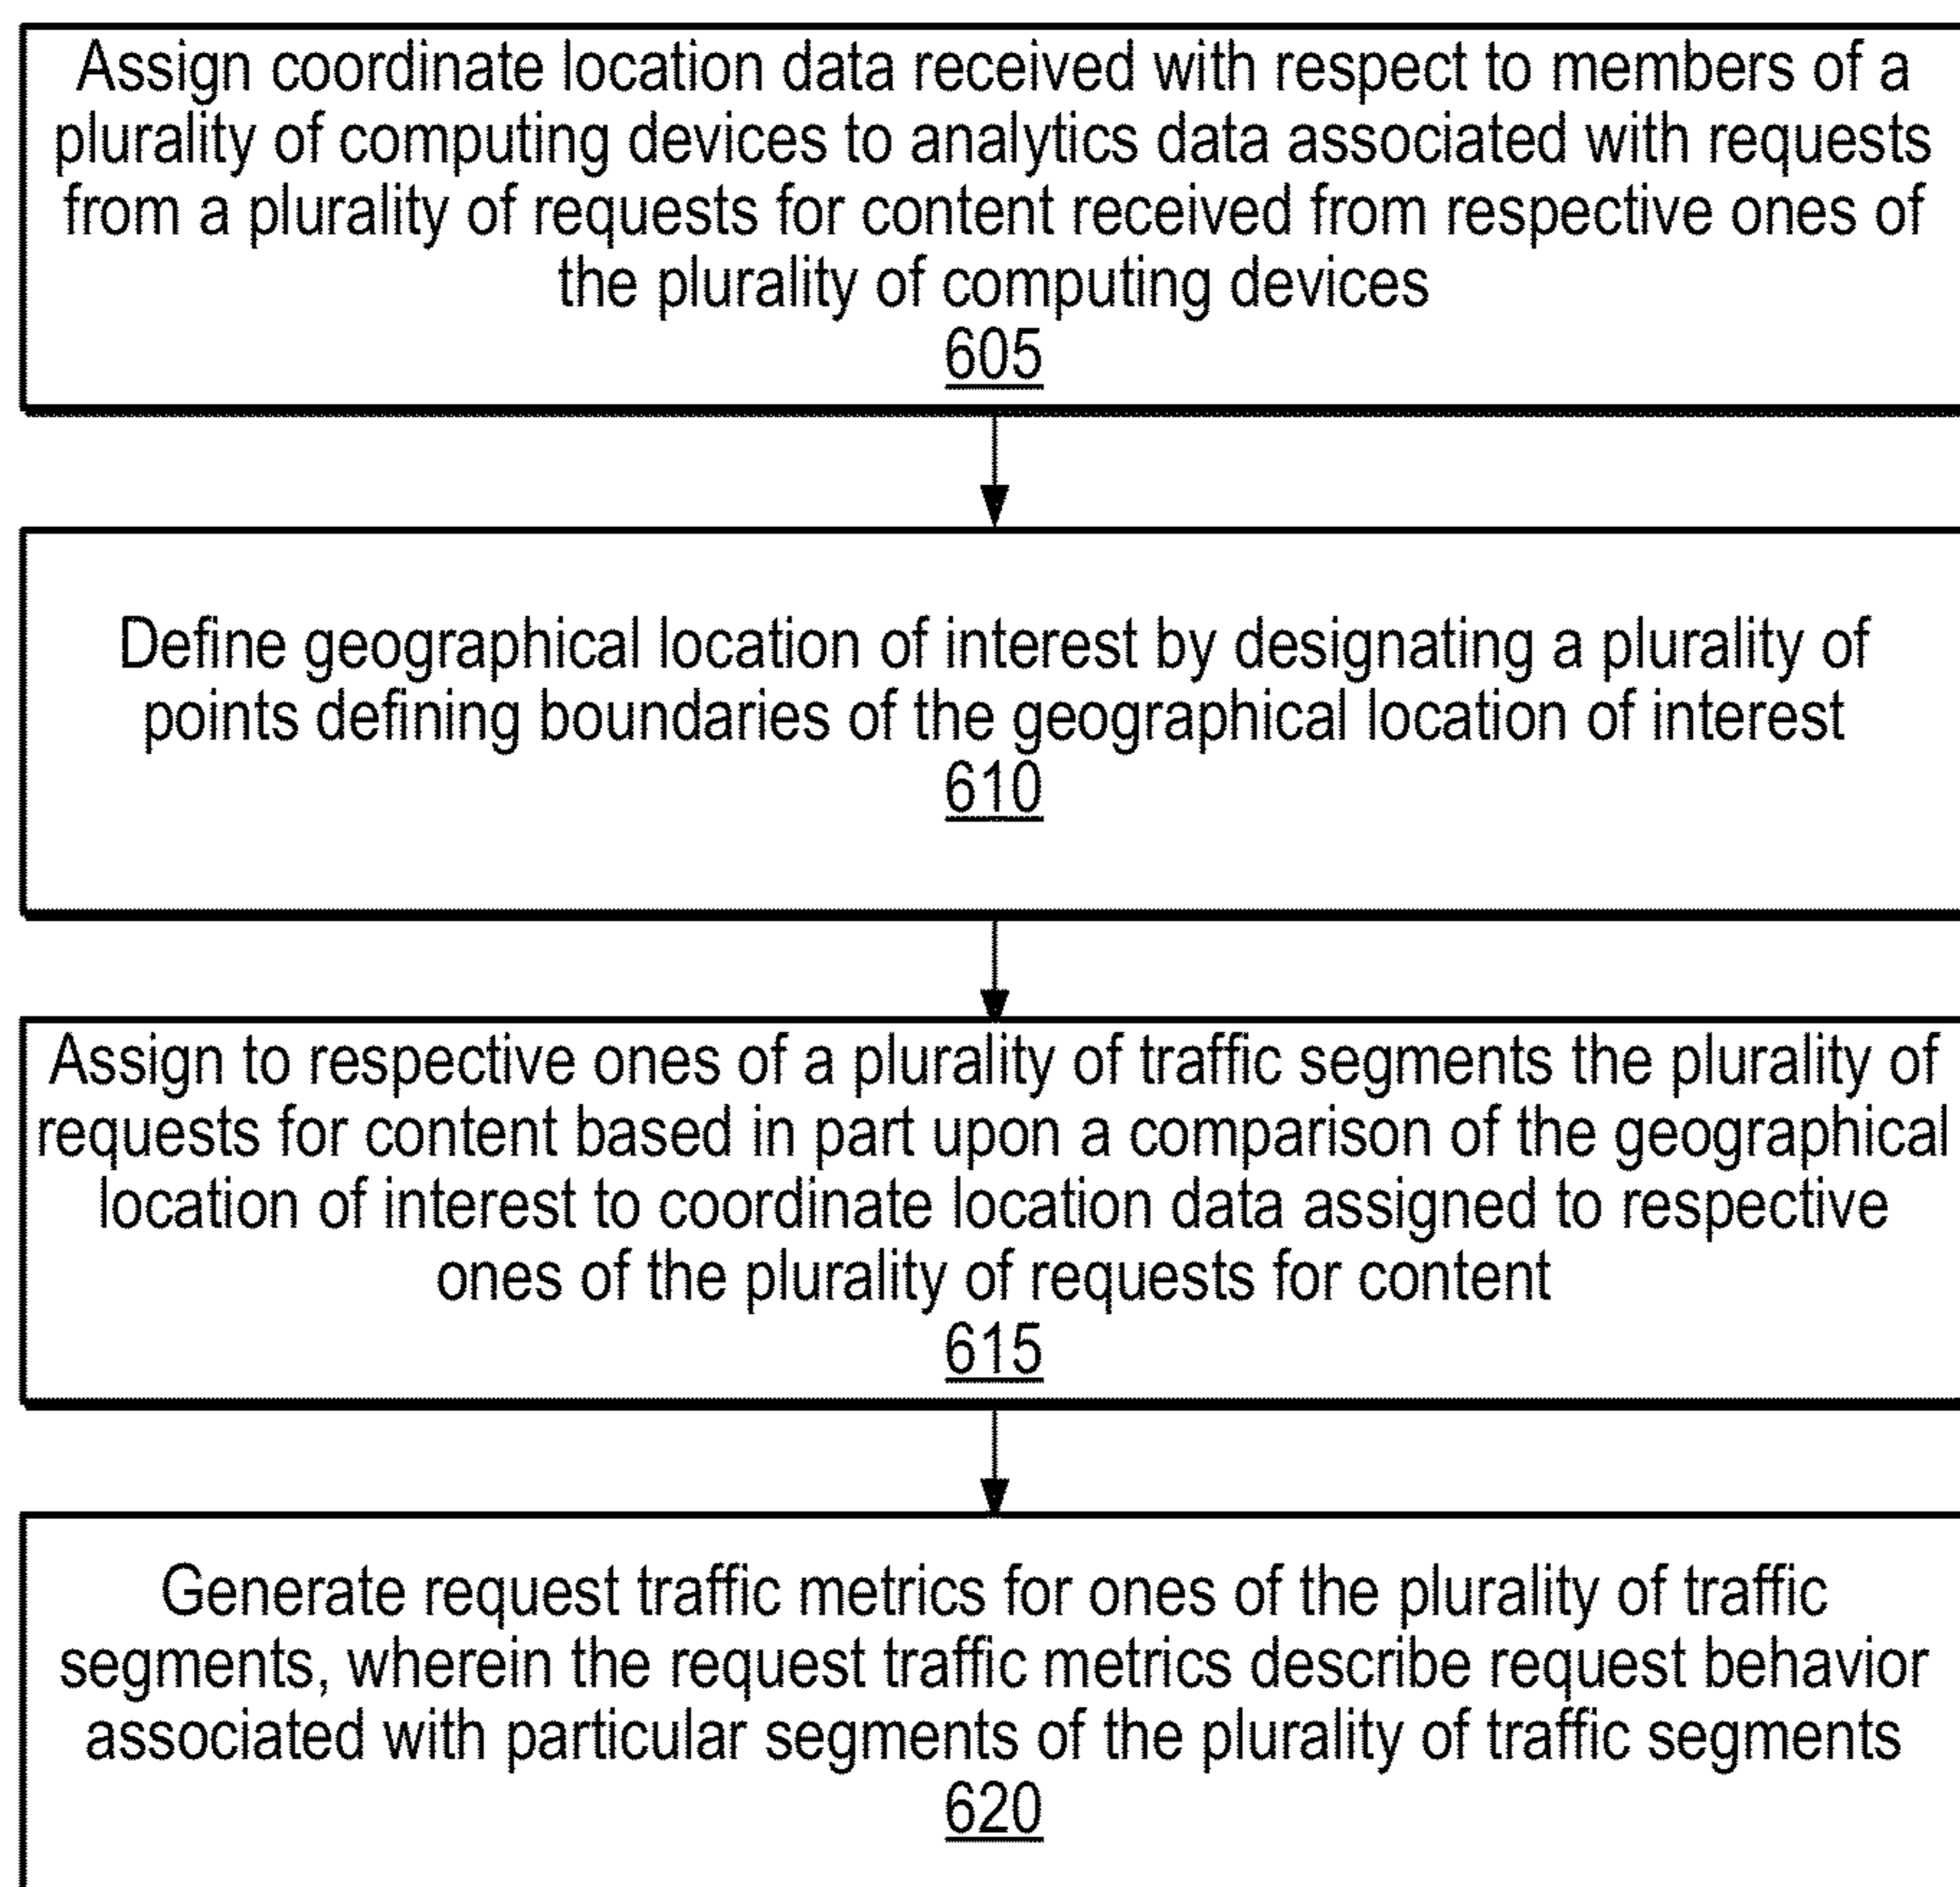 Assign coordinate location data received with respect to members of a
plurality of computing devices to analytics data associated with requests
from a plurality of requests for content received from respective ones of
the plurality of computing devices
605
Define geographical location of interest by designating a plurality of
points defining boundaries of the geographical location of interest
610
Assign to respective ones of a plurality of traffic segments the plurality of
requests for content based in part upon a comparison of the geographical
location of interest to coordinate location data assigned to respective
ones of the plurality of requests for content
615
Generate request traffic metrics for ones of the plurality of traffic
segments, wherein the request traffic metrics describe request behavior
associated with particular segments of the plurality of traffic segments
620